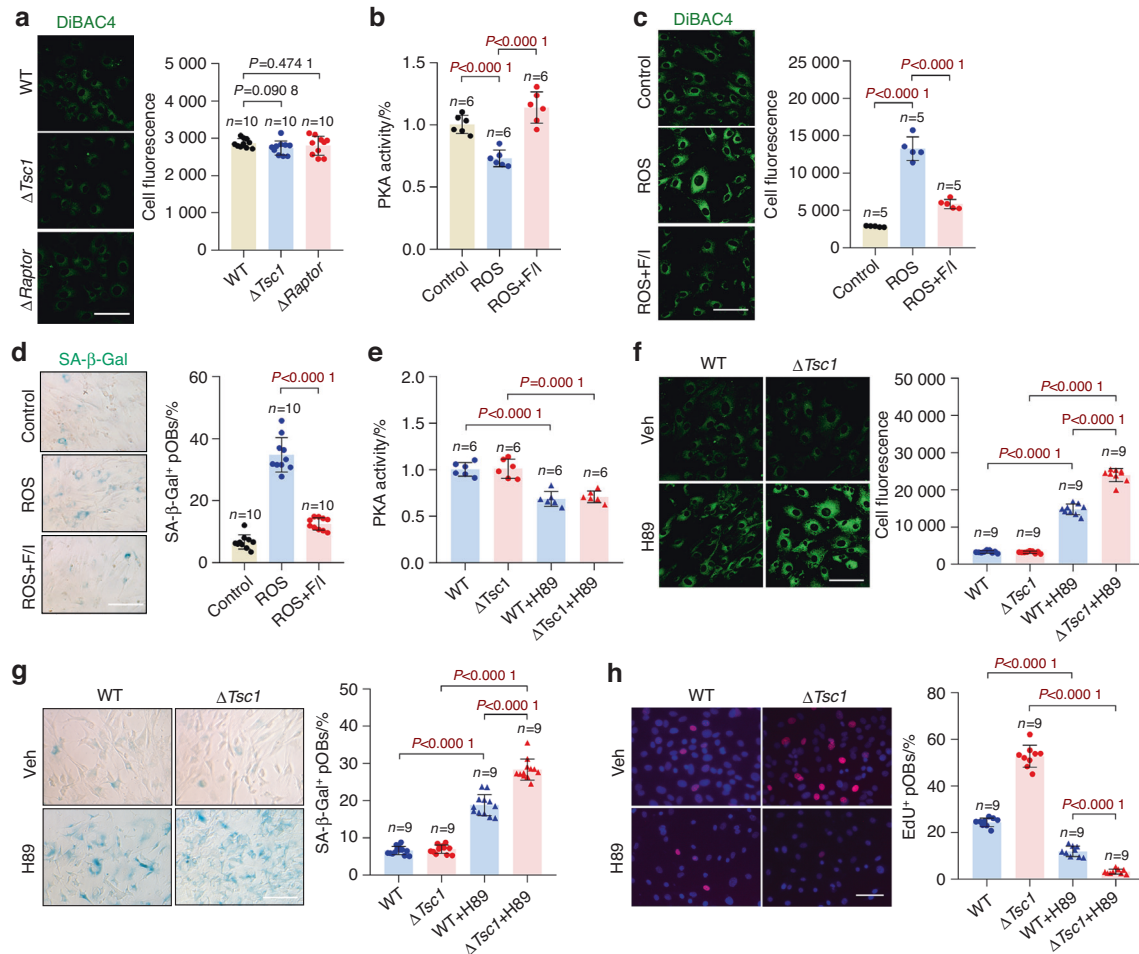 a
DiBAC4
WT
ΔTsc1
ΔRaptor
Cell fluorescence
5 000
4 000
3 000
2 000
1 000
0
P=0.474 1
P=0.090 8
n=10
n=10
n=10
WT
ΔTsc1
ΔRaptor
b
PKA activity/%
1.5
1.0
0.5
0.0
P<0.000 1
P<0.000 1
n=6
n=6
n=6
Control
ROS
ROS+F/I
c
DiBAC4
Control
ROS
ROS+F/I
Cell fluorescence
25 000
20 000
15 000
10 000
5 000
0
P<0.000 1
P<0.000 1
n=5
n=5
n=5
Control
ROS
ROS+F/I
d
SA-β-Gal
Control
ROS
ROS+F/I
SA-β-Gal⁺ pOBs/%
60
40
20
0
P<0.000 1
n=10
n=10
n=10
Control
ROS
ROS+F/I
e
PKA activity/%
2.0
1.5
1.0
0.5
0.0
P=0.000 1
P<0.000 1
n=6
n=6
n=6
n=6
WT
ΔTsc1
WT+H89
ΔTsc1+H89
f
WT
ΔTsc1
Veh
H89
Cell fluorescence
50 000
40 000
30 000
20 000
10 000
0
P<0.000 1
P<0.000 1
P<0.000 1
n=9
n=9
n=9
n=9
WT
ΔTsc1
WT+H89
ΔTsc1+H89
g
WT
ΔTsc1
Veh
H89
SA-β-Gal⁺ pOBs/%
50
40
30
20
10
0
P<0.000 1
P<0.000 1
P<0.000 1
n=9
n=9
n=9
n=9
WT
ΔTsc1
WT+H89
ΔTsc1+H89
h
WT
ΔTsc1
Veh
H89
EdU⁺ pOBs/%
80
60
40
20
0
P<0.000 1
P<0.000 1
P<0.000 1
n=9
n=9
n=9
n=9
WT
ΔTsc1
WT+H89
ΔTsc1+H89